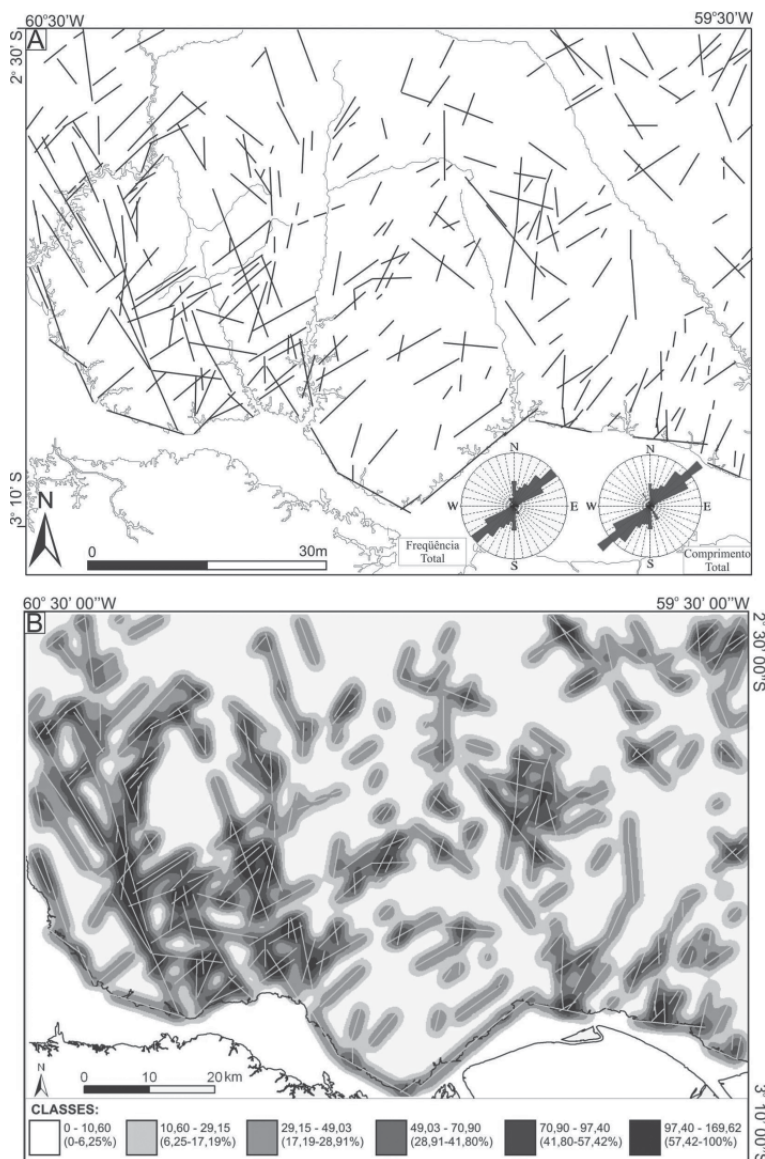 60°30'W
59°30'W
A
2° 30' S
3° 10' S
N
N
N
W
E
W
E
S
S
0
30m
Freqüência
Total
Comprimento
Total
60° 30' 00"W
59° 30' 00"W
B
2° 30' 00"S
3° 10' 00"S
N
0
10
20 km
CLASSES:
0 - 10,60
(0-6,25%)
10,60 - 29,15
(6,25-17,19%)
29,15 - 49,03
(17,19-28,91%)
49,03 - 70,90
(28,91-41,80%)
70,90 - 97,40
(41,80-57,42%)
97,40 - 169,62
(57,42-100%)